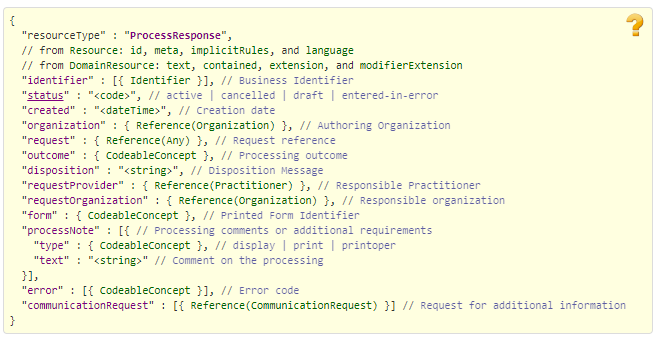 {
  "resourceType" : "ProcessResponse",
  // from Resource: id, meta, implicitRules, and language
  // from DomainResource: text, contained, extension, and modifierExtension
  "identifier" : [{ Identifier }], // Business Identifier
  "status" : "<code>", // active | cancelled | draft | entered-in-error
  "created" : "<dateTime>", // Creation date
  "organization" : { Reference(Organization) }, // Authoring Organization
  "request" : { Reference(Any) }, // Request reference
  "outcome" : { CodeableConcept }, // Processing outcome
  "disposition" : "<string>", // Disposition Message
  "requestProvider" : { Reference(Practitioner) }, // Responsible Practitioner
  "requestOrganization" : { Reference(Organization) }, // Responsible organization
  "form" : { CodeableConcept }, // Printed Form Identifier
  "processNote" : [{ // Processing comments or additional requirements
    "type" : { CodeableConcept }, // display | print | printoper
    "text" : "<string>" // Comment on the processing
  }],
  "error" : [{ CodeableConcept }], // Error code
  "communicationRequest" : [{ Reference(CommunicationRequest) }] // Request for additional information
}
?